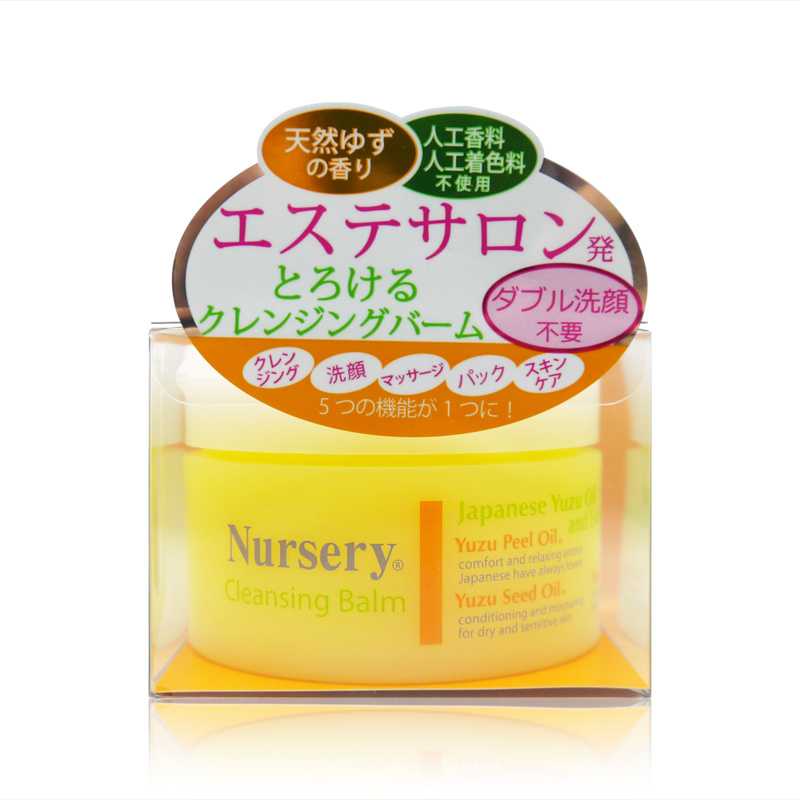 天然ゆず
の香り
人工香料
人工着色料
不使用
エステサロン発
とろける
クレンジングバーム
ダブル洗顔
不要
クレン
ジング
洗顔
マッサージ
パック
スキン
ケア
5つの機能が1つに!
Nursery®
Cleansing Balm
Japanese Yuzu Oil
and
Yuzu Peel Oil
comfort and relaxing
Japanese have always
Yuzu Seed Oil
conditioning and
for dry and sensitive skin